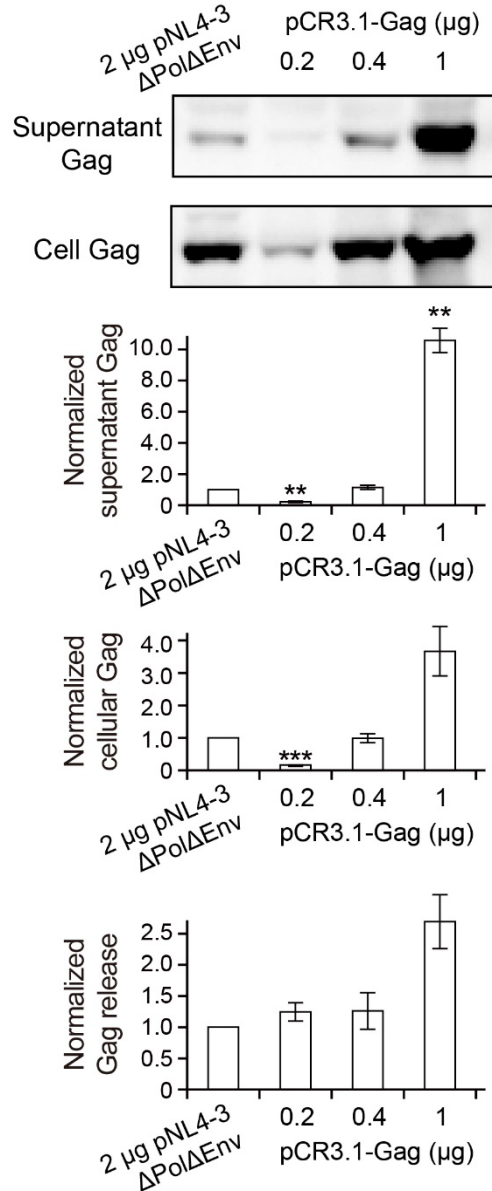 2 µg pNL4-3
ΔPolΔEnv
pCR3.1-Gag (µg)
0.2 0.4 1
Supernatant
Gag
Cell Gag
Normalized
supernatant Gag
10.0
8.0
6.0
4.0
2.0
0
**
**
2 µg pNL4-3
ΔPolΔEnv
0.2 0.4 1
pCR3.1-Gag (µg)
Normalized
cellular Gag
4.0
3.0
2.0
1.0
0
***
2 µg pNL4-3
ΔPolΔEnv
0.2 0.4 1
pCR3.1-Gag (µg)
Normalized
Gag release
2.5
2.0
1.5
1.0
0.5
0
2 µg pNL4-3
ΔPolΔEnv
0.2 0.4 1
pCR3.1-Gag (µg)